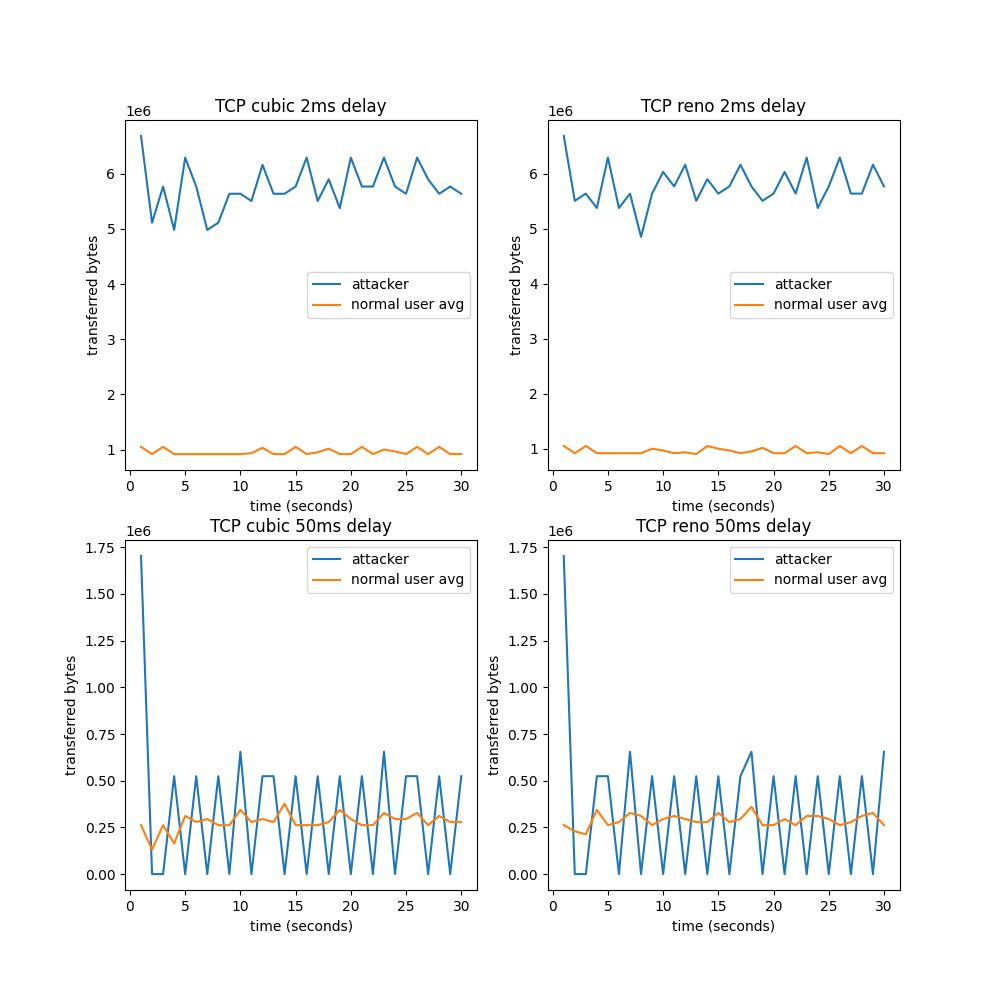 TCP cubic 2ms delay
1e6
transferred bytes
6
5
4
3
2
1
attacker
normal user avg
0 5 10 15 20 25 30
time (seconds)
TCP reno 2ms delay
1e6
transferred bytes
6
5
4
3
2
1
attacker
normal user avg
0 5 10 15 20 25 30
time (seconds)
TCP cubic 50ms delay
1e6
transferred bytes
1.75
1.50
1.25
1.00
0.75
0.50
0.25
0.00
attacker
normal user avg
0 5 10 15 20 25 30
time (seconds)
TCP reno 50ms delay
1e6
transferred bytes
1.75
1.50
1.25
1.00
0.75
0.50
0.25
0.00
attacker
normal user avg
0 5 10 15 20 25 30
time (seconds)